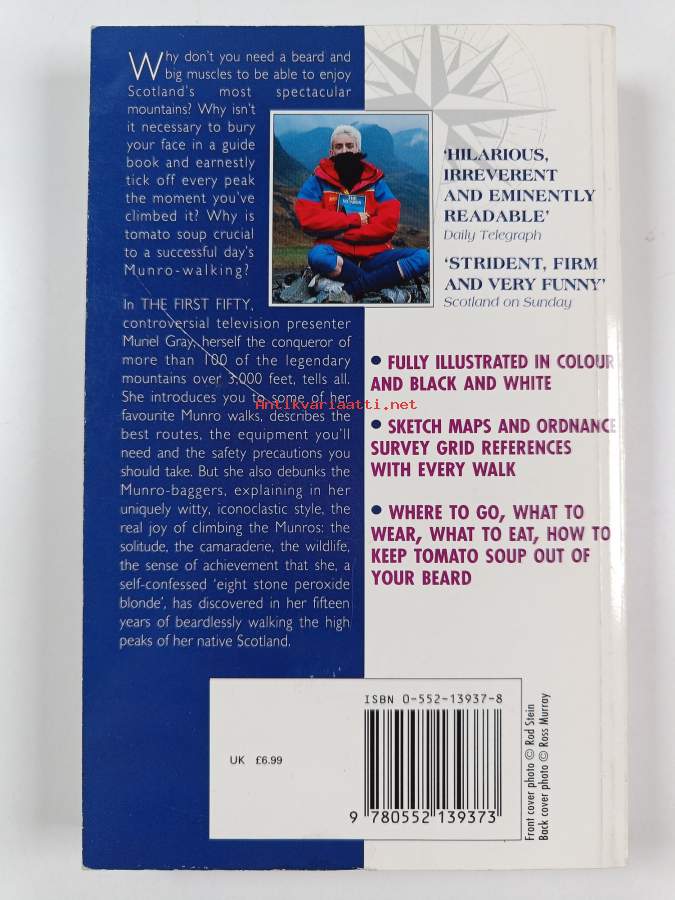 Why don't you need a beard and
big muscles to be able to enjoy
Scotland's most spectacular
mountains? Why isn't
it necessary to bury
your face in a guide
book and earnestly
tick off every peak
the moment you've
climbed it? Why is
tomato soup crucial
to a successful day's
Munro-walking?
In THE FIRST FIFTY,
controversial television presenter
Muriel Gray, herself the conqueror of
more than 100 of the legendary
mountains over 3,000 feet, tells all.
She introduces you to some of her
favourite Munro walks, describes the
best routes, the equipment you'll
need and the safety precautions you
should take. But she also debunks the
Munro-baggers, explaining in her
uniquely witty, iconoclastic style, the
real joy of climbing the Munros: the
solitude, the camaraderie, the wildlife,
the sense of achievement that she, a
self-confessed 'eight stone peroxide
blonde', has discovered in her fifteen
years of beardlessly walking the high
peaks of her native Scotland.
'HILARIOUS,
IRREVERENT
AND EMINENTLY
READABLE'
Daily Telegraph
'STRIDENT, FIRM
AND VERY FUNNY'
Scotland on Sunday
• FULLY ILLUSTRATED IN COLOUR
AND BLACK AND WHITE
Antikvariaatti.net
• SKETCH MAPS AND ORDNANCE
SURVEY GRID REFERENCES
WITH EVERY WALK
• WHERE TO GO, WHAT TO
WEAR, WHAT TO EAT, HOW TO
KEEP TOMATO SOUP OUT OF
YOUR BEARD
UK £6.99
ISBN 0-552-13937-8
9 780552 139373
Front cover photo © Rod Stein
Back cover photo © Ross Murray